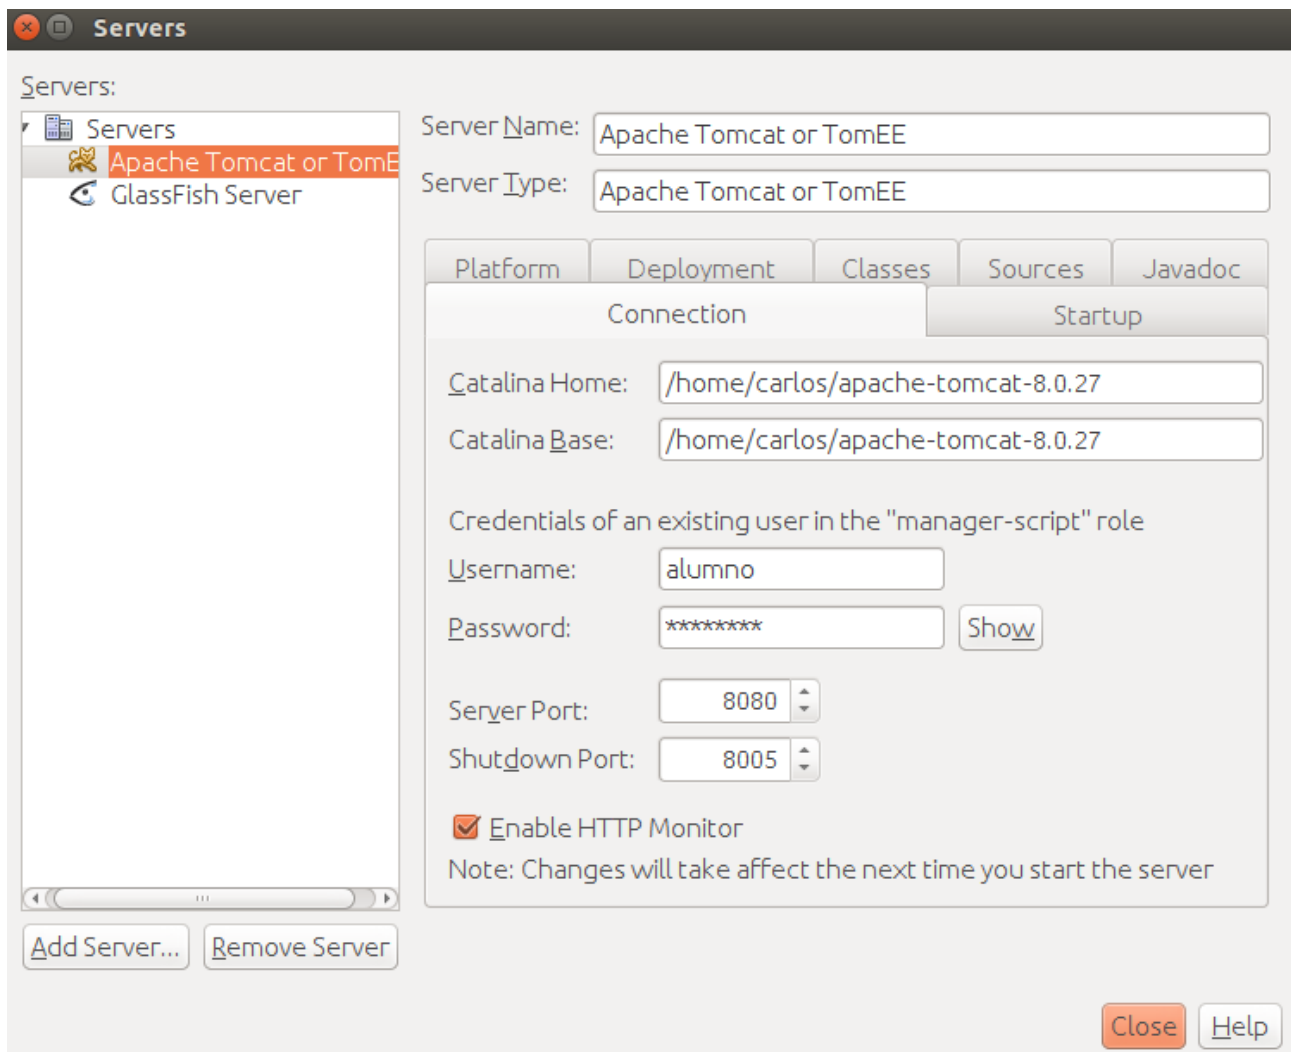 Servers
Servers:
Servers
Apache Tomcat or TomE
GlassFish Server
Add Server...
Remove Server
Server Name: Apache Tomcat or TomEE
Server Type: Apache Tomcat or TomEE
Platform Deployment Classes Sources Javadoc
Connection Startup
Catalina Home: /home/carlos/apache-tomcat-8.0.27
Catalina Base: /home/carlos/apache-tomcat-8.0.27
Credentials of an existing user in the "manager-script" role
Username: alumno
Password: ******** Show
Server Port: 8080
Shutdown Port: 8005
Enable HTTP Monitor
Note: Changes will take affect the next time you start the server
Close Help